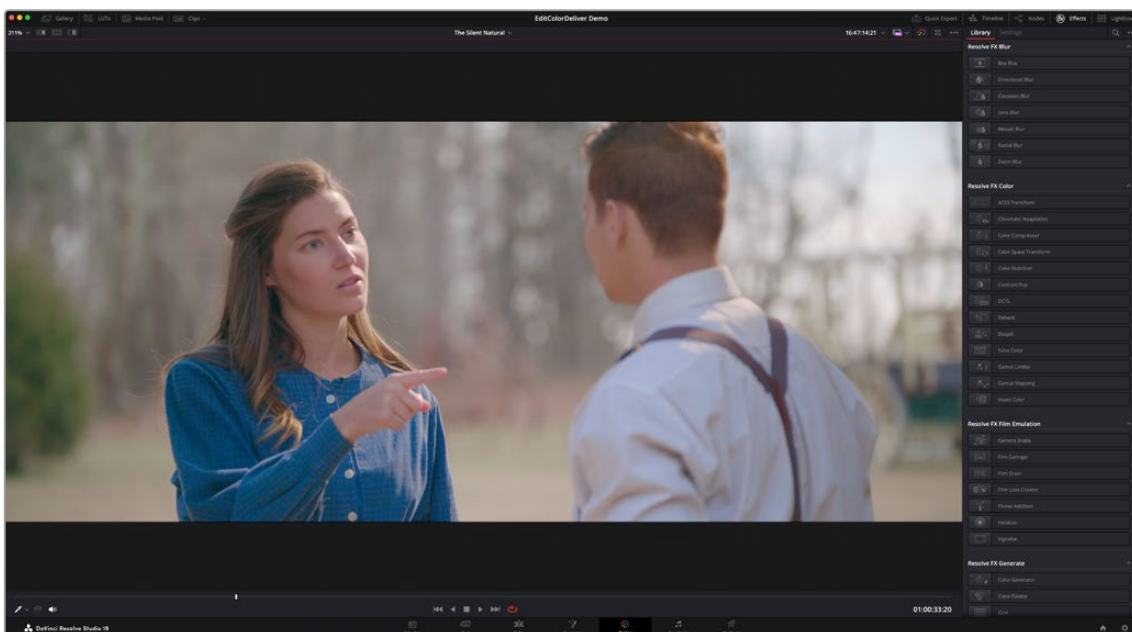 EditColorDeliver Demo
Gallery LUTs Media Pool Clips Quick Export Timeline Nodes Effects Lightbox
211% The Silent Natural 16:47:14:21 Library Settings
Resolve FX Blur
Box Blur
Directional Blur
Gaussian Blur
Lens Blur
Mosaic Blur
Radial Blur
Zoom Blur
Resolve FX Color
ACES Transform
Chromatic Adaptation
Color Compressor
Color Space Transform
Color Stabilizer
Contrast Pop
DCTL
Dehaze
Despill
False Color
Gamut Limiter
Gamut Mapping
Invert Color
Resolve FX Film Emulation
Camera Shake
Film Damage
Film Grain
Film Look Creator
Flicker Addition
Halation
Vignette
Resolve FX Generate
Color Generator
Color Palette
Grid
01:00:33:20
DaVinci Resolve Studio 19